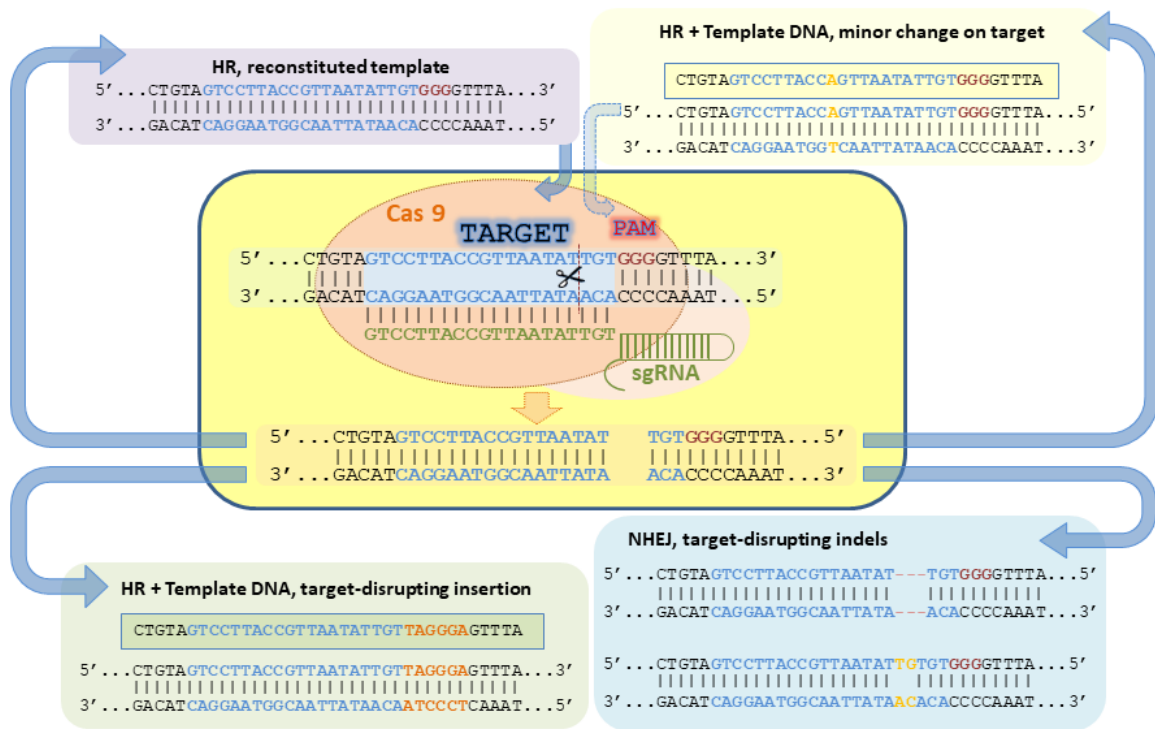 HR, reconstituted template
5’...CTGTAGTCCTTACCGTTAATATTGTGGGGTTTA...3’
3’...GACATCAGGAATGGCAATTATAACACCCCAAAT...5’
HR + Template DNA, minor change on target
CTGTAGTCCTTACCAGTTAATATTGTGGGGTTTA
5’...CTGTAGTCCTTACCAGTTAATATTGTGGGGTTTA...3’
3’...GACATCAGGAATGGTCAATTATAACACCCCAAAT...5’
Cas 9
TARGET
PAM
5’...CTGTAGTCCTTACCGTTAATATTGTGGGGTTTA...3’
3’...GACATCAGGAATGGCAATTATAACACCCCAAAT...5’
GTCCTTACCGTTAATATTGT
sgRNA
5’...CTGTAGTCCTTACCGTTAATAT TGTGGGGTTTA...5’
3’...GACATCAGGAATGGCAATTATA ACACCCCAAAT...3’
HR + Template DNA, target-disrupting insertion
CTGTAGTCCTTACCGTTAATATTGTTAGGGAGTTTA
5’...CTGTAGTCCTTACCGTTAATATTGTTAGGGAGTTTA...3’
3’...GACATCAGGAATGGCAATTATAACAATCCCTCAAAT...5’
NHEJ, target-disrupting indels
5’...CTGTAGTCCTTACCGTTAATAT---TGTGGGGTTTA...5’
3’...GACATCAGGAATGGCAATTATA---ACACCCCAAAT...3’
5’...CTGTAGTCCTTACCGTTAATATTGTGTGGGGTTTA...5’
3’...GACATCAGGAATGGCAATTATAACACACCCCAAAT...3’